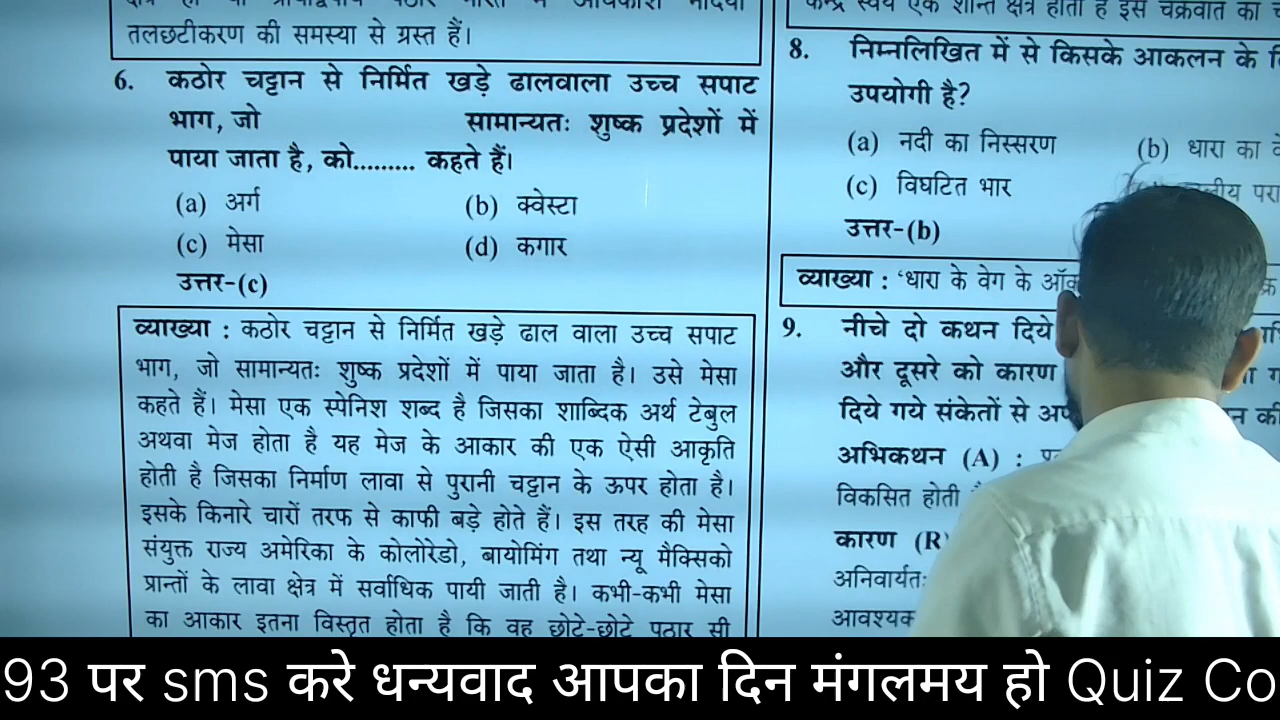 तलछटीकरण की समस्या से ग्रस्त हैं।
6. कठोर चट्टान से निर्मित खड़े ढालवाला उच्च सपाट
भाग, जो सामान्यतः शुष्क प्रदेशों में
पाया जाता है, को......... कहते हैं।
(a) अर्ग (b) क्वेस्टा
(c) मेसा (d) कगार
उत्तर-(c)
व्याख्या : कठोर चट्टान से निर्मित खड़े ढाल वाला उच्च सपाट
भाग, जो सामान्यतः शुष्क प्रदेशों में पाया जाता है। उसे मेसा
कहते हैं। मेसा एक स्पेनिश शब्द है जिसका शाब्दिक अर्थ टेबुल
अथवा मेज होता है यह मेज के आकार की एक ऐसी आकृति
होती है जिसका निर्माण लावा से पुरानी चट्टान के ऊपर होता है।
इसके किनारे चारों तरफ से काफी बड़े होते हैं। इस तरह की मेसा
संयुक्त राज्य अमेरिका के कोलोरेडो, बायोमिंग तथा न्यू मैक्सिको
प्रान्तों के लावा क्षेत्र में सर्वाधिक पायी जाती है। कभी-कभी मेसा
का आकार इतना विस्तृत होता है कि वह छोटे-छोटे पठार सी
केन्द्र स्वयं एक शान्त क्षेत्र होता है इस चक्रवात का
8. निम्नलिखित में से किसके आकलन के
उपयोगी है?
(a) नदी का निस्सरण (b) धारा का
(c) विघटित भार
उत्तर-(b)
व्याख्या : ‘धारा के वेग के
9. नीचे दो कथन दिये
और दूसरे को कारण
दिये गये संकेतों से
अभिकथन (A) :
विकसित होती
कारण (R)
अनिवार्यतः
आवश्यक
93 पर sms करे धन्यवाद आपका दिन मंगलमय हो Quiz Co